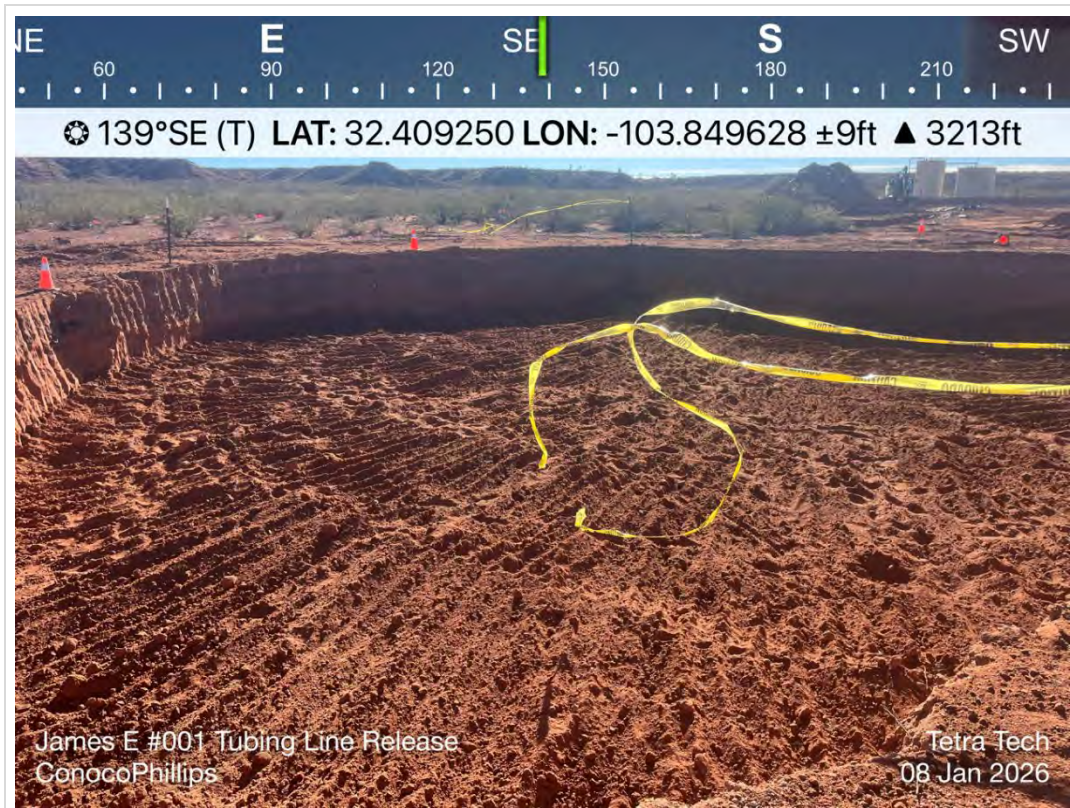 NE E SE S SW
60 90 120 150 180 210
139°SE (T) LAT: 32.409250 LON: -103.849628 ±9ft ▲ 3213ft
CUIDADO
James E #001 Tubing Line Release
ConocoPhillips
Tetra Tech
08 Jan 2026